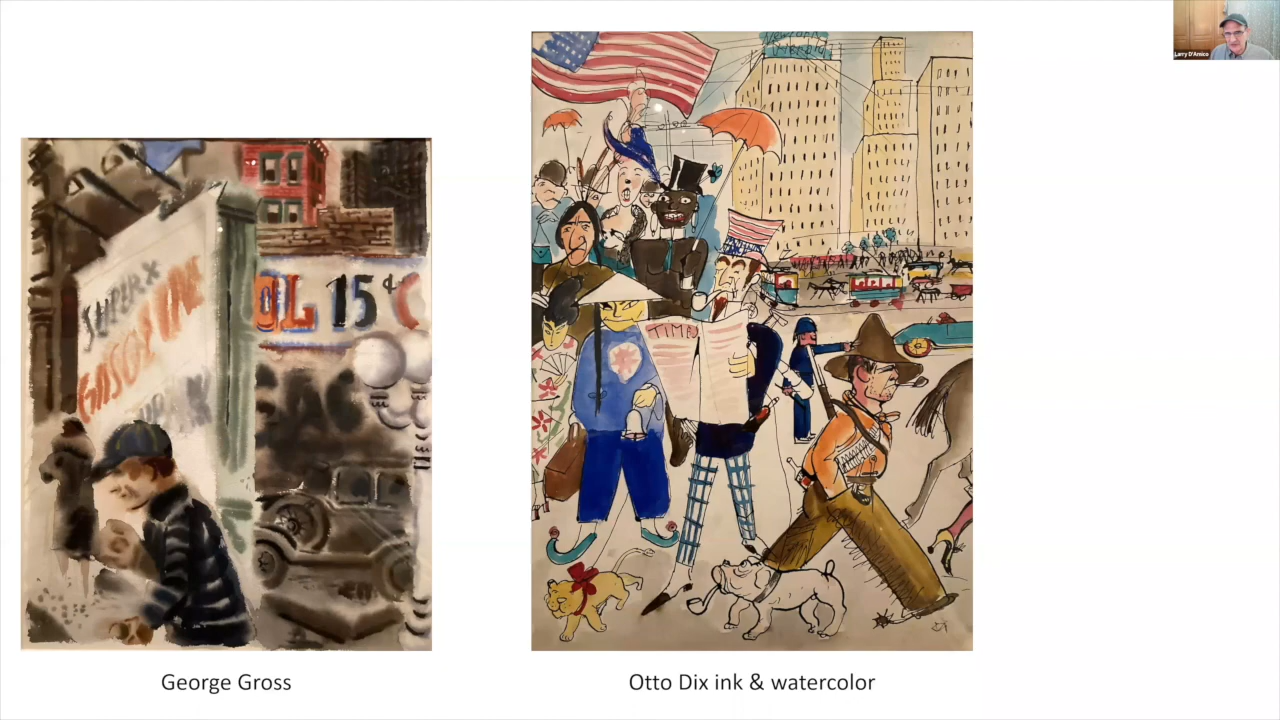 Larry D'Amico
SUPER X
GASOLINE
OL 15¢
TIMES
George Gross
Otto Dix ink & watercolor